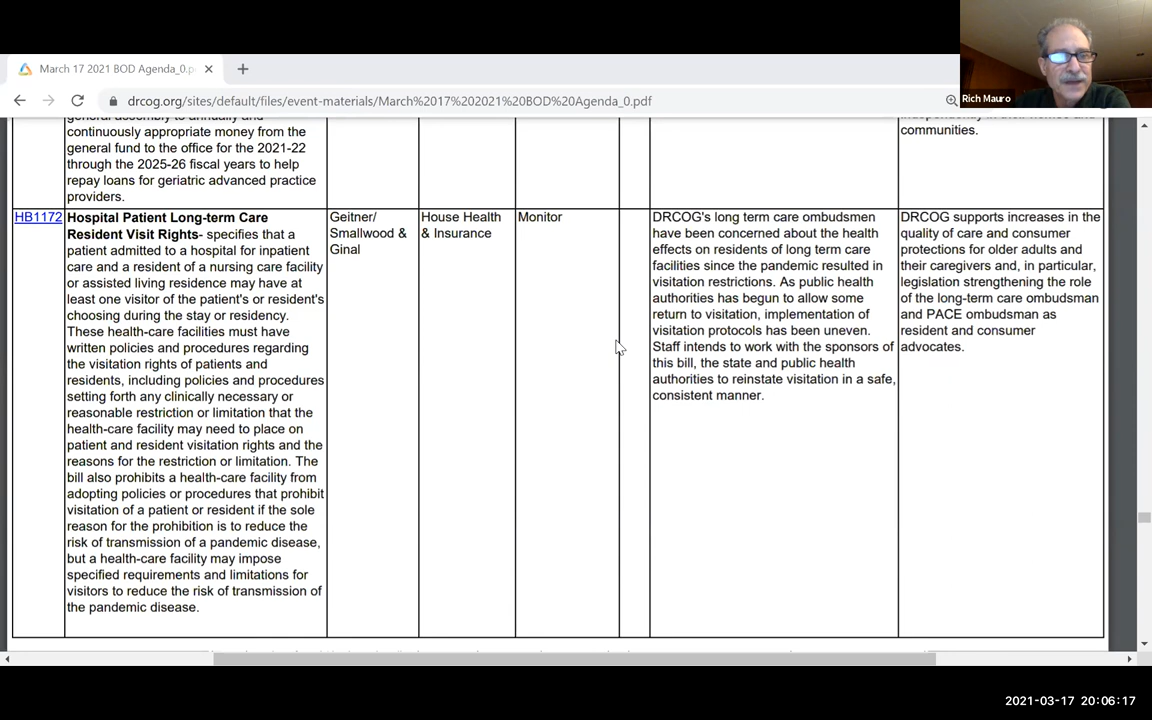 March 17 2021 BOD Agenda_0.p
drcog.org/sites/default/files/event-materials/March%2017%202021%20BOD%20Agenda_0.pdf
Rich Mauro
general assembly to annually and
continuously appropriate money from the
general fund to the office for the 2021-22
through the 2025-26 fiscal years to help
repay loans for geriatric advanced practice
providers.
communities.
HB1172
Hospital Patient Long-term Care
Resident Visit Rights- specifies that a
patient admitted to a hospital for inpatient
care and a resident of a nursing care facility
or assisted living residence may have at
least one visitor of the patient's or resident's
choosing during the stay or residency.
These health-care facilities must have
written policies and procedures regarding
the visitation rights of patients and
residents, including policies and procedures
setting forth any clinically necessary or
reasonable restriction or limitation that the
health-care facility may need to place on
patient and resident visitation rights and the
reasons for the restriction or limitation. The
bill also prohibits a health-care facility from
adopting policies or procedures that prohibit
visitation of a patient or resident if the sole
reason for the prohibition is to reduce the
risk of transmission of a pandemic disease,
but a health-care facility may impose
specified requirements and limitations for
visitors to reduce the risk of transmission of
the pandemic disease.
Geitner/
Smallwood &
Ginal
House Health
& Insurance
Monitor
DRCOG's long term care ombudsmen
have been concerned about the health
effects on residents of long term care
facilities since the pandemic resulted in
visitation restrictions. As public health
authorities has begun to allow some
return to visitation, implementation of
visitation protocols has been uneven.
Staff intends to work with the sponsors of
this bill, the state and public health
authorities to reinstate visitation in a safe,
consistent manner.
DRCOG supports increases in the
quality of care and consumer
protections for older adults and
their caregivers and, in particular,
legislation strengthening the role
of the long-term care ombudsman
and PACE ombudsman as
resident and consumer
advocates.
2021-03-17 20:06:17